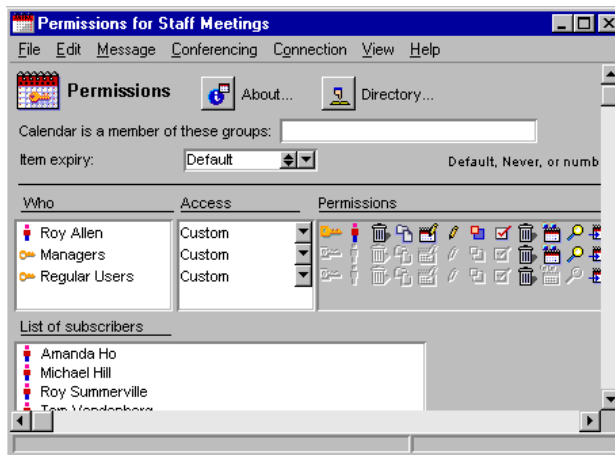 Permissions for Staff Meetings
File Edit Message Conferencing Connection View Help
Permissions About... Directory...
Calendar is a member of these groups:
Item expiry: Default Default, Never, or numb
Who Access Permissions
Roy Allen Custom
Managers Custom
Regular Users Custom
List of subscribers
Amanda Ho
Michael Hill
Roy Summerville